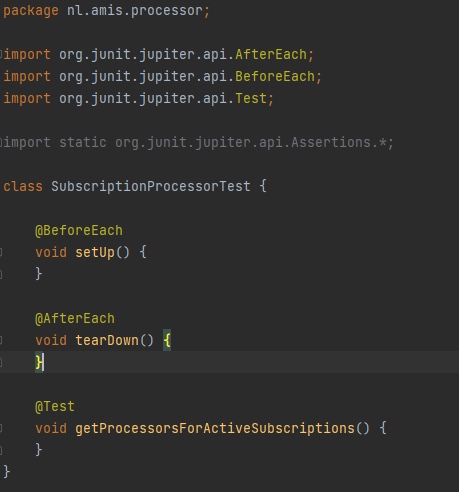 package nl.amis.processor;
import org.junit.jupiter.api.AfterEach;
import org.junit.jupiter.api.BeforeEach;
import org.junit.jupiter.api.Test;
import static org.junit.jupiter.api.Assertions.*;
class SubscriptionProcessorTest {
@BeforeEach
void setUp() {
}
@AfterEach
void tearDown() {
}
@Test
void getProcessorsForActiveSubscriptions() {
}
}